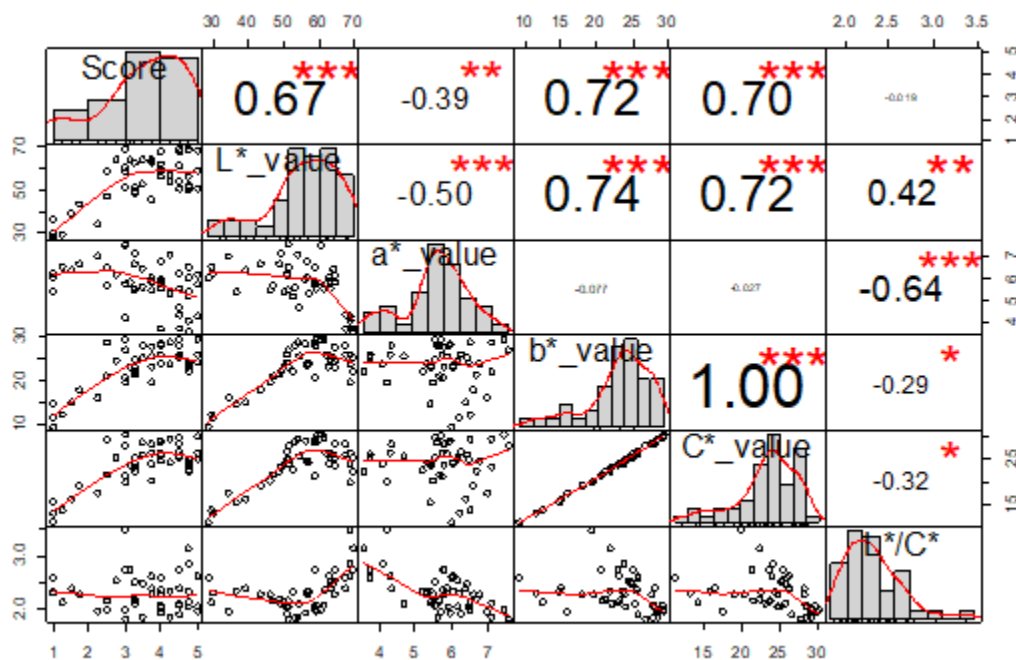 30 40 50 60 70 10 15 20 25 30 2.0 2.5 3.0 3.5
Score 0.67 *** -0.39 ** 0.72 *** 0.70 *** -0.019 1 2 3 4 5
30 50 70 L*_value -0.50 *** 0.74 *** 0.72 *** 0.42 **
a*_value -0.077 -0.027 -0.64 *** 4 5 6 7
10 20 30 b*_value 1.00 *** -0.29 *
C*_value -0.32 * 15 25
2.0 3.0 L*/C*
1 2 3 4 5 4 5 6 7 15 20 25 30